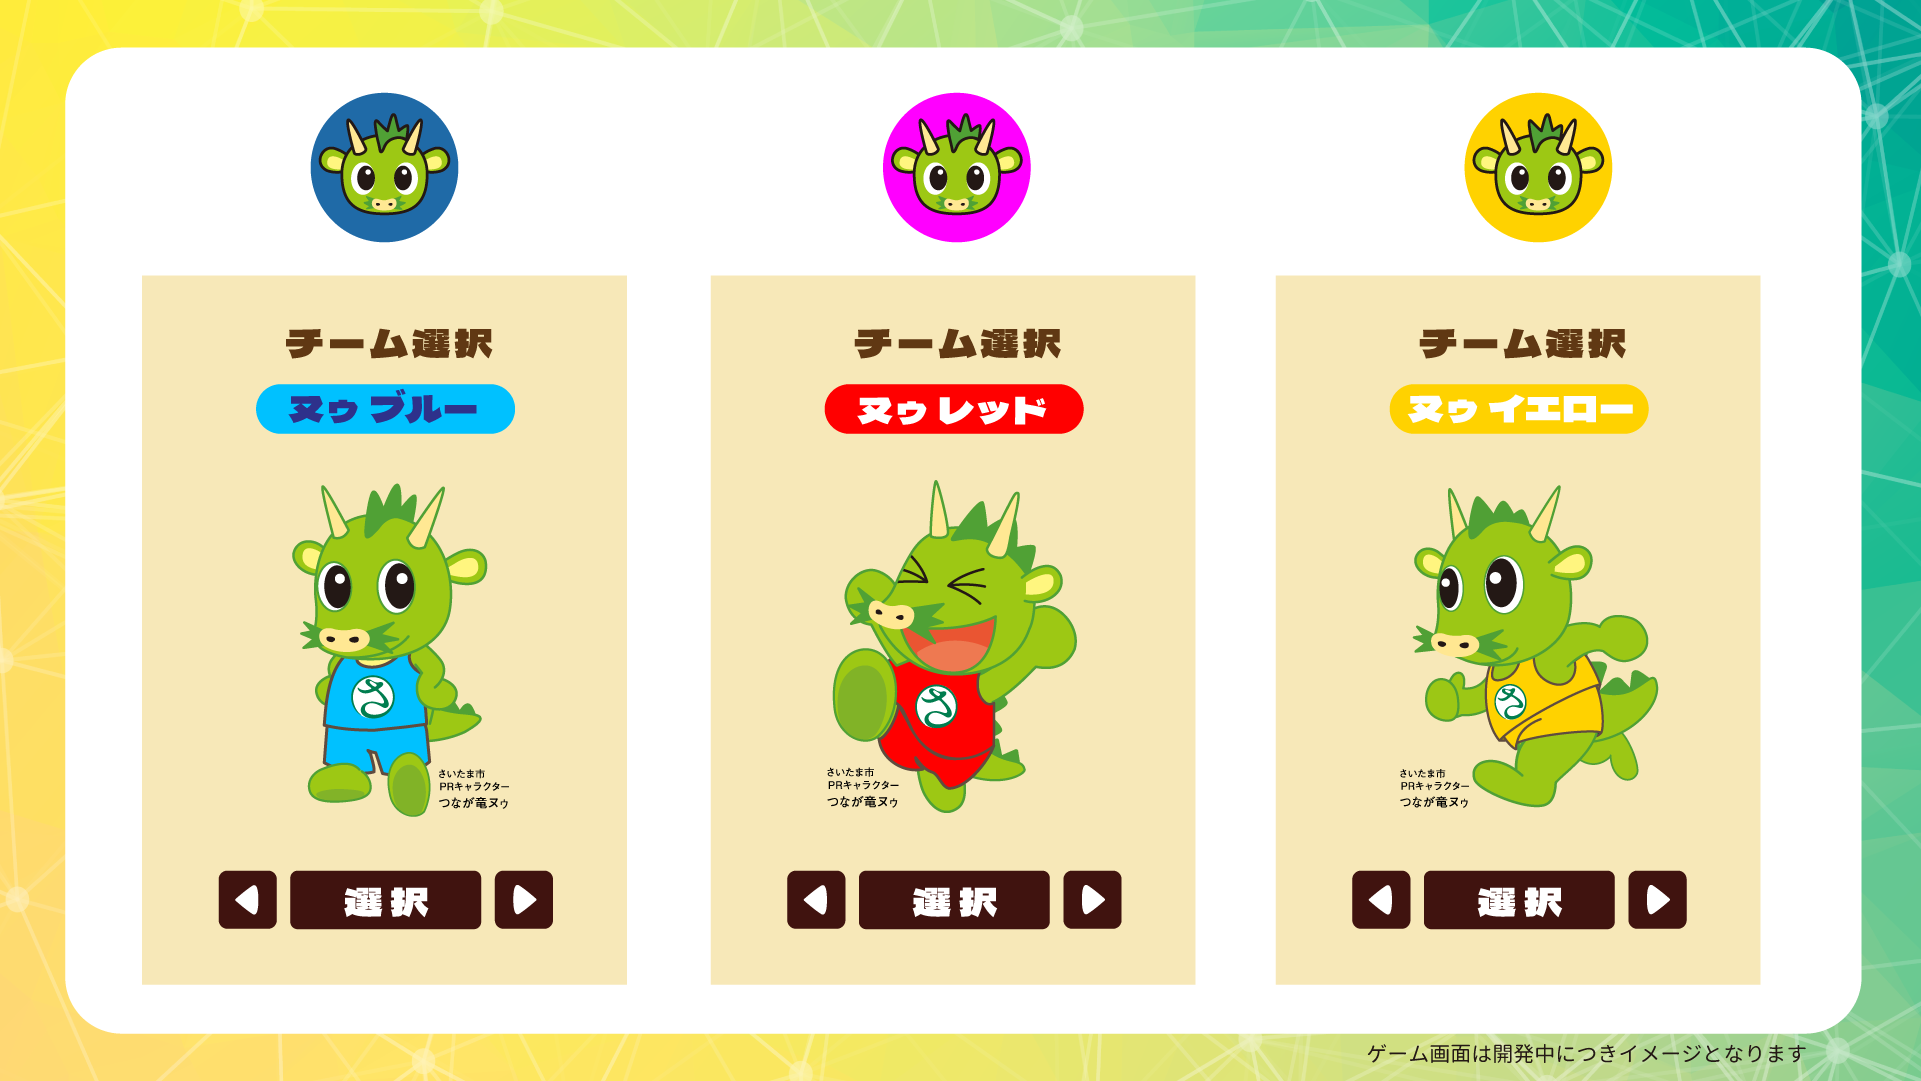 チーム選択
ヌゥ ブルー
さ
さいたま市
PRキャラクター
つなが竜ヌゥ
選択
チーム選択
ヌゥ レッド
さ
さいたま市
PRキャラクター
つなが竜ヌゥ
選択
チーム選択
ヌゥ イエロー
さ
さいたま市
PRキャラクター
つなが竜ヌゥ
選択
ゲーム画面は開発中につきイメージとなります